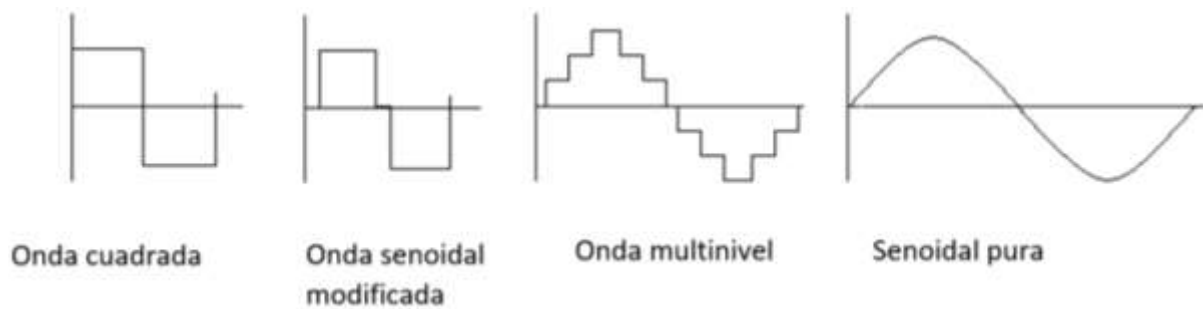 Onda cuadrada
Onda senoidal
modificada
Onda multinivel
Senoidal pura